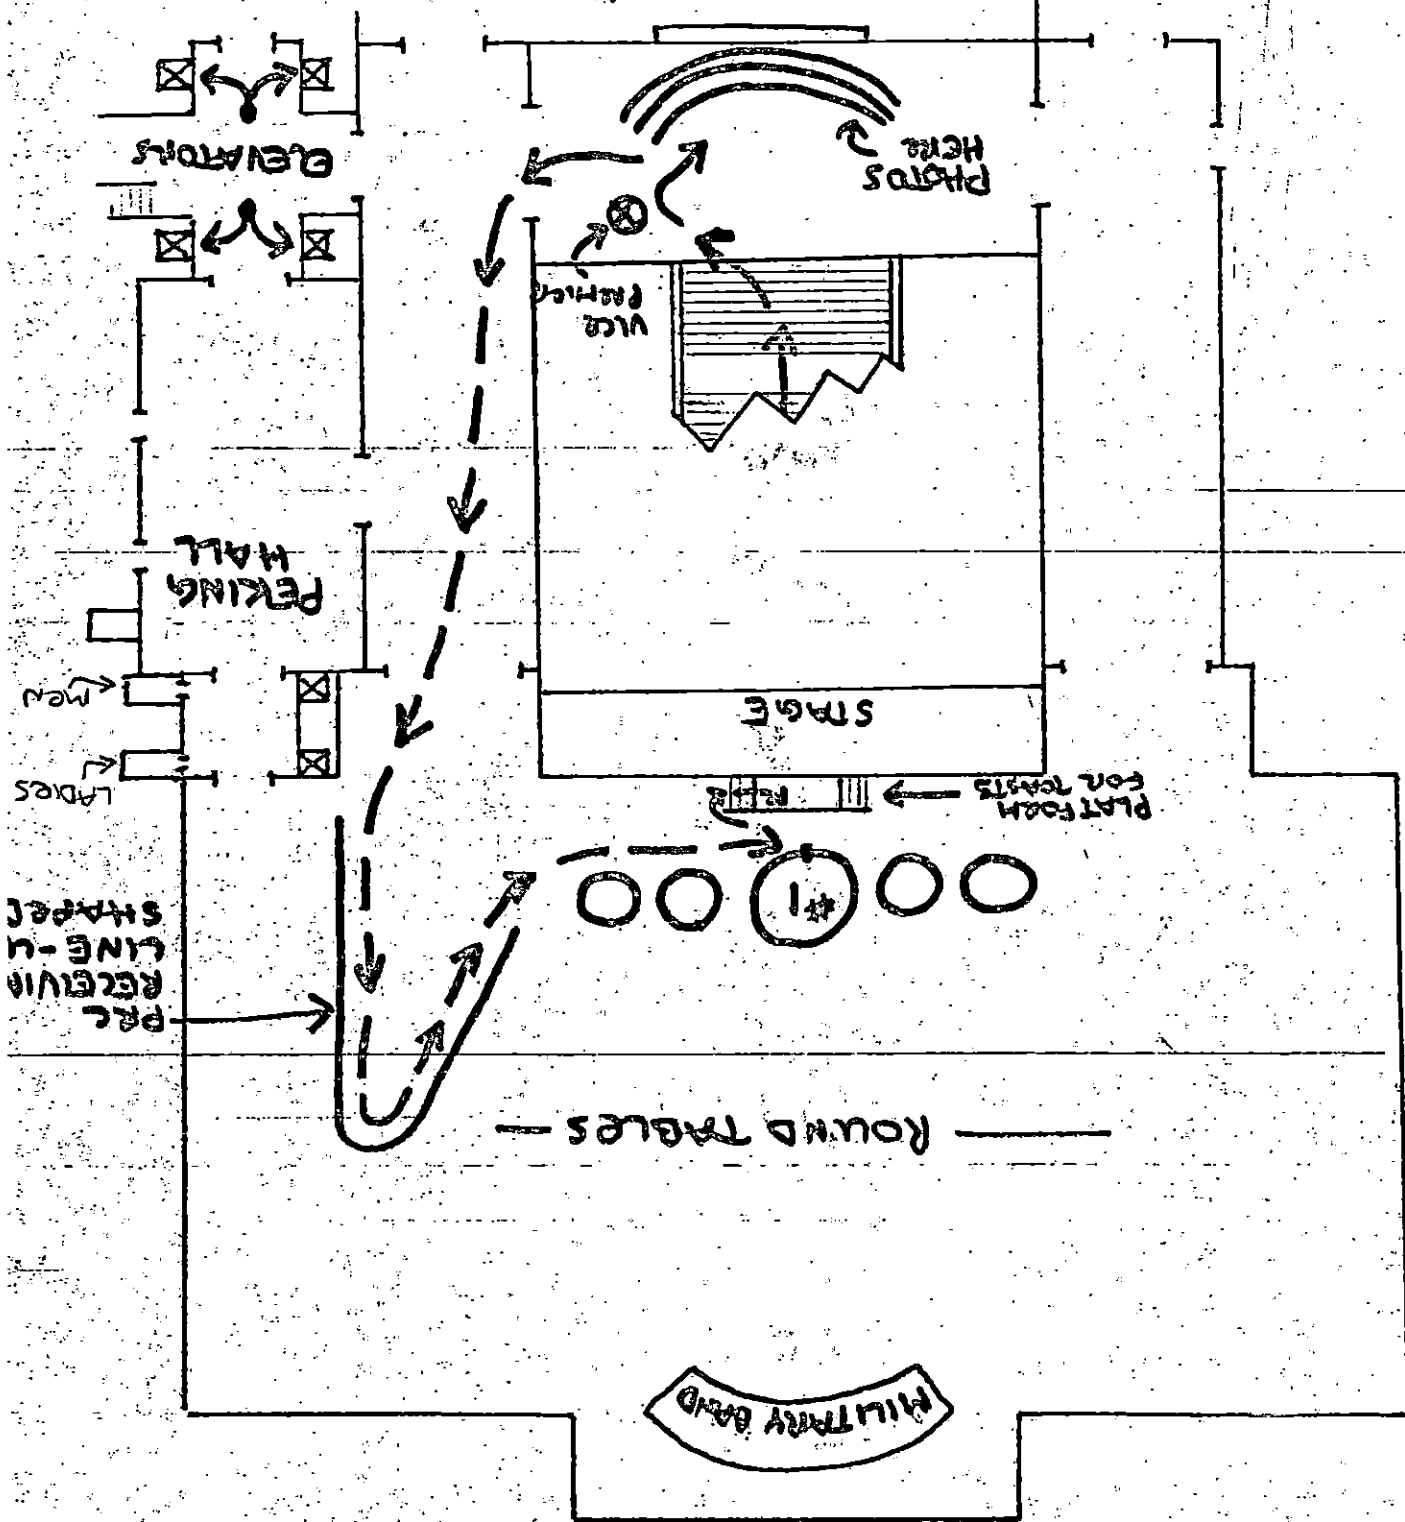 MILITARY BAND
— ROUND TABLES —
PRC
RECEIVIN
LINE - U
SHAPED
#1
PLATFORM
FOR TOASTS
LADIES
STAGE
MEN
PEKING
HALL
VICE
PREMIER
PHOTOS
HERE
ELEVATORS